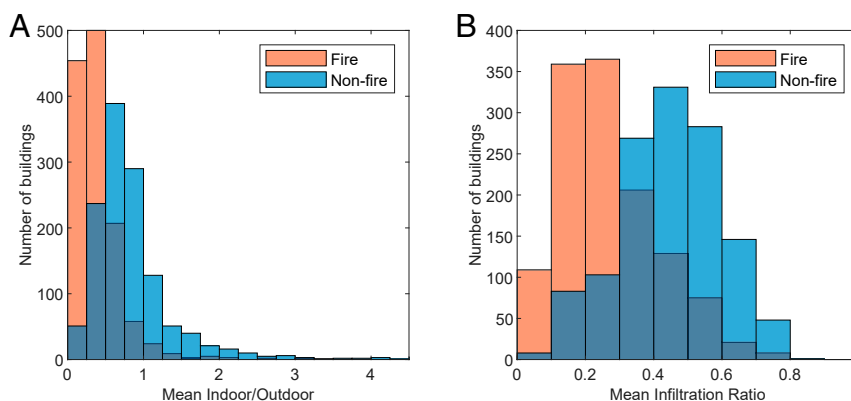 A
Number of buildings
500
400
300
200
100
0
0 1 2 3 4
Mean Indoor/Outdoor
Fire
Non-fire
B
Number of buildings
400
350
300
250
200
150
100
50
0
0 0.2 0.4 0.6 0.8
Mean Infiltration Ratio
Fire
Non-fire